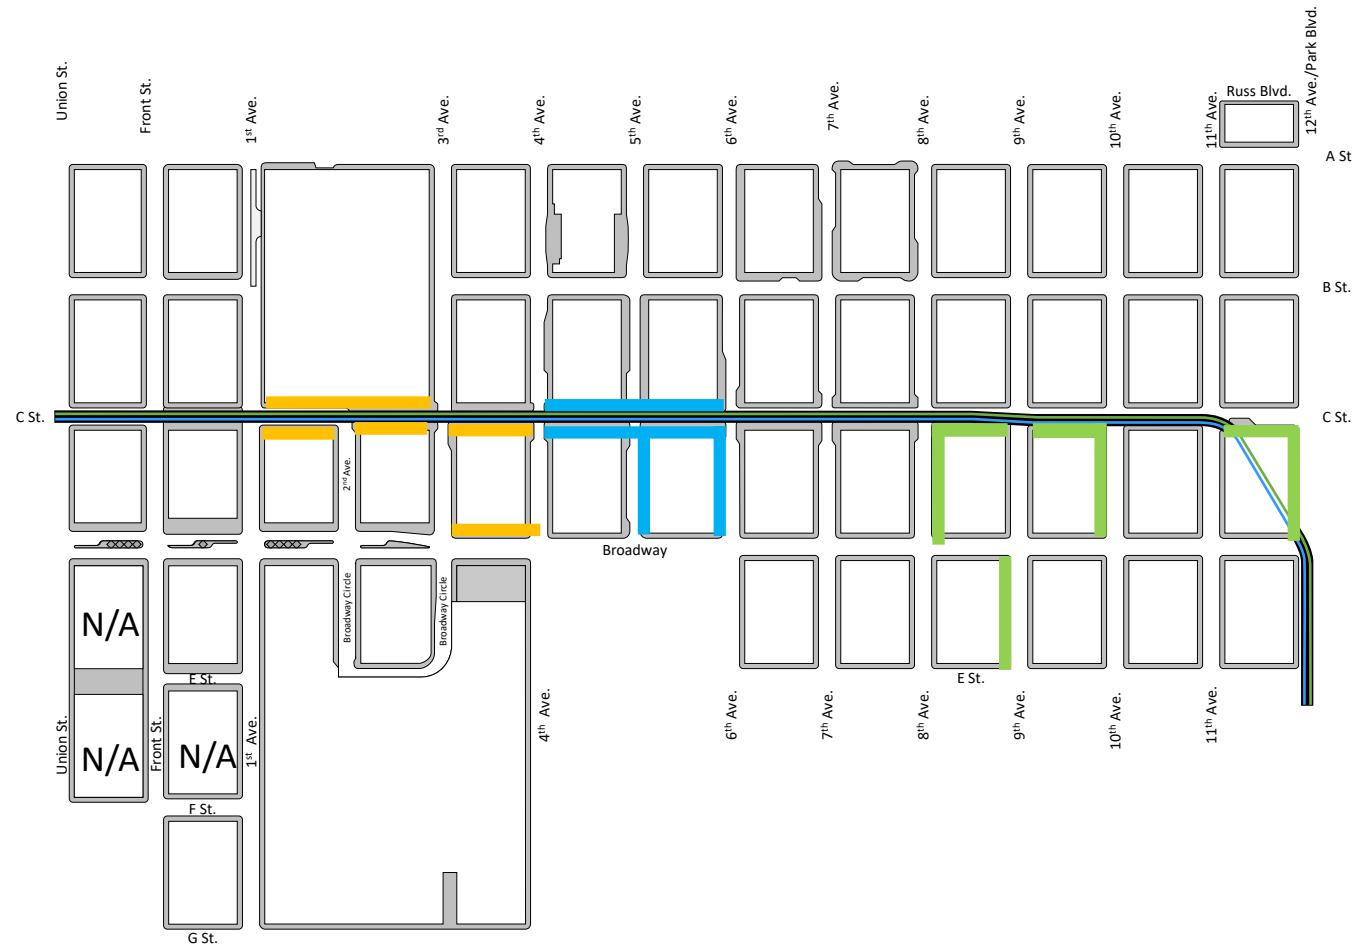 Union St.
Front St.
1st Ave.
3rd Ave.
4th Ave.
5th Ave.
6th Ave.
7th Ave.
8th Ave.
9th Ave.
10th Ave.
11th Ave.
12th Ave./Park Blvd.
Russ Blvd.
A St
B St.
C St.
C St.
2nd Ave.
Broadway
Broadway Circle
Broadway Circle
N/A
E St.
E St.
Union St.
N/A
Front St.
N/A
1st Ave.
4th Ave.
6th Ave.
7th Ave.
8th Ave.
9th Ave.
10th Ave.
11th Ave.
F St.
G St.